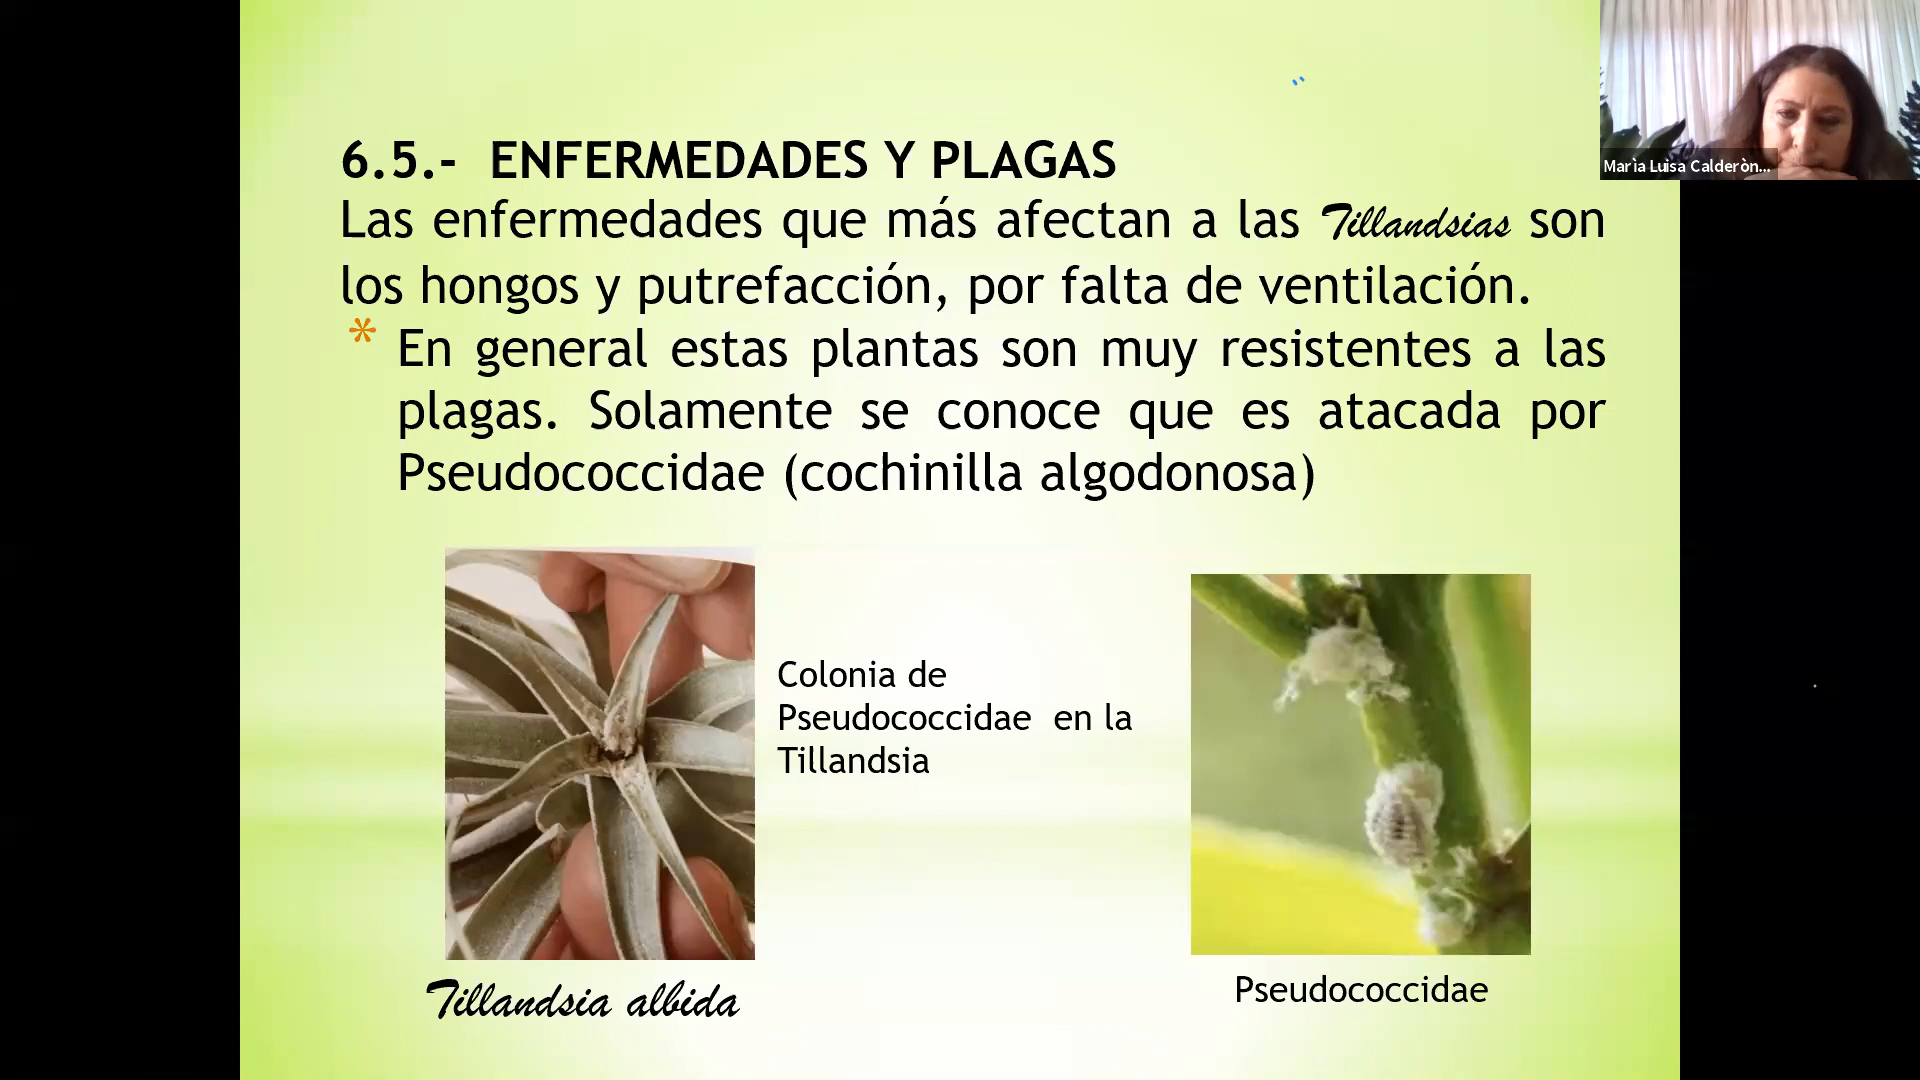 6.5.- ENFERMEDADES Y PLAGAS
Las enfermedades que más afectan a las Tillandsias son
los hongos y putrefacción, por falta de ventilación.
* En general estas plantas son muy resistentes a las
plagas. Solamente se conoce que es atacada por
Pseudococcidae (cochinilla algodonosa)
Colonia de
Pseudococcidae en la
Tillandsia
Tillandsia albida
Pseudococcidae
Marìa Luisa Calderòn...